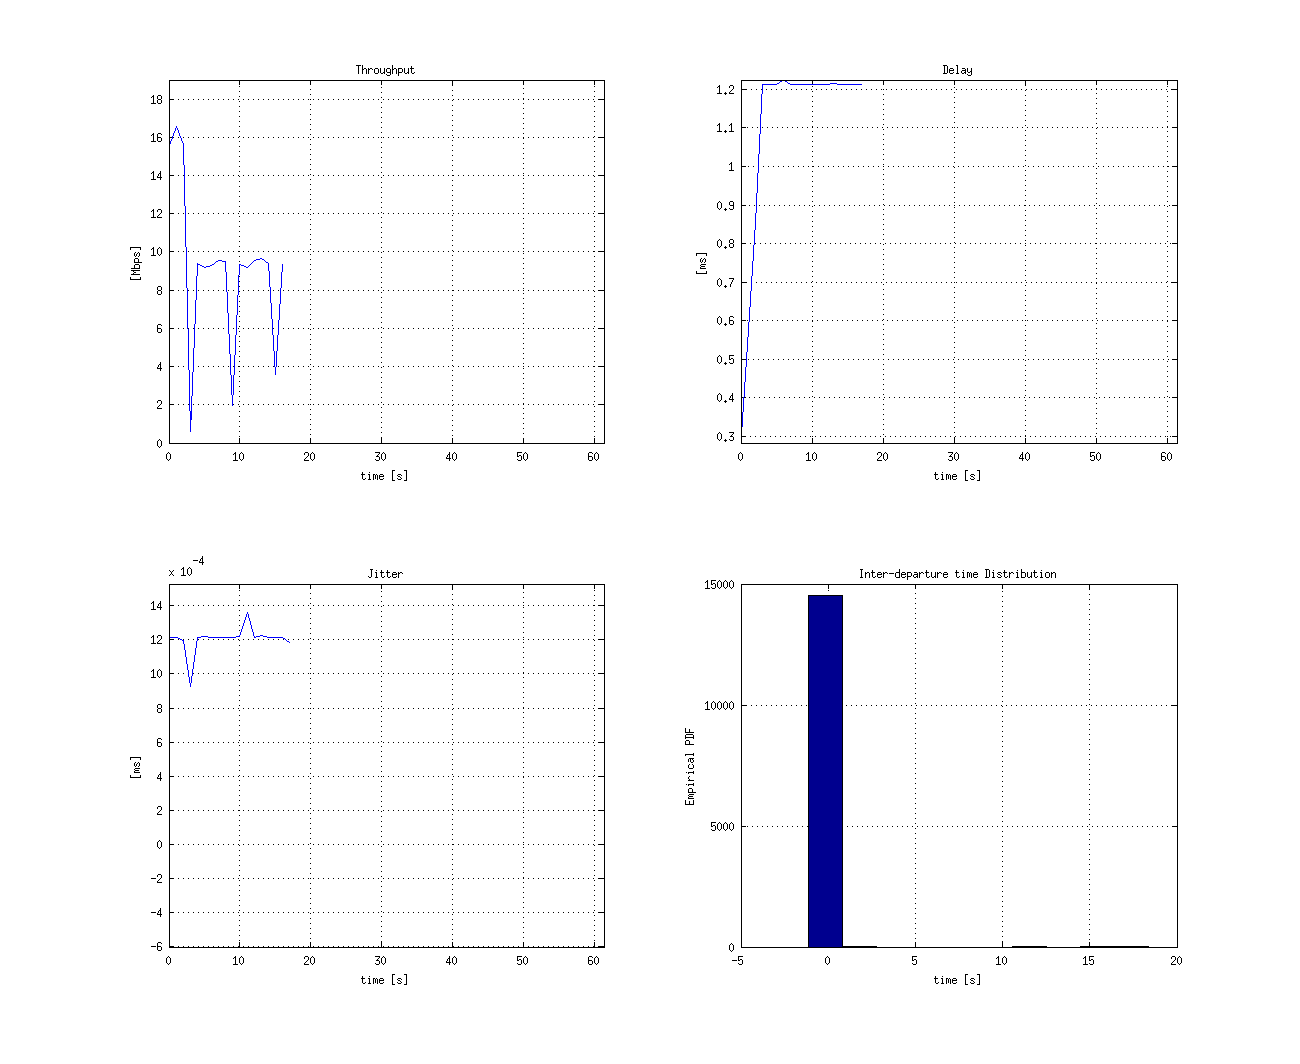 Throughput
18
16
14
12
10
8
6
4
2
0
[Mbps]
0 10 20 30 40 50 60
time [s]
Delay
1.2
1.1
1
0.9
0.8
0.7
0.6
0.5
0.4
0.3
[ms]
0 10 20 30 40 50 60
time [s]
x 10 -4
Jitter
14
12
10
8
6
4
2
0
-2
-4
-6
[ms]
0 10 20 30 40 50 60
time [s]
Inter-departure time Distribution
15000
10000
5000
0
Empirical PDF
-5 0 5 10 15 20
time [s]